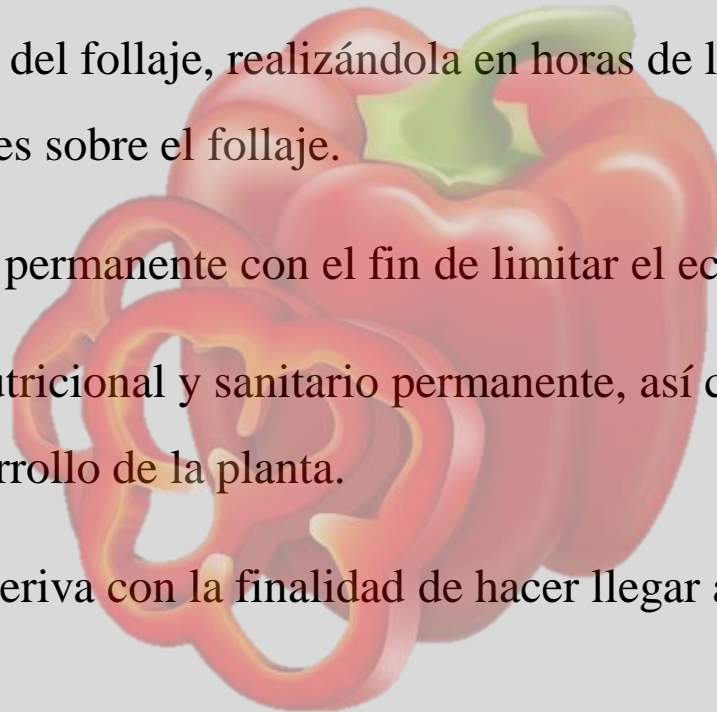 del follaje, realizándola en horas de l
es sobre el follaje.
permanente con el fin de limitar el ec
utricional y sanitario permanente, así c
rrollo de la planta.
eriva con la finalidad de hacer llegar a